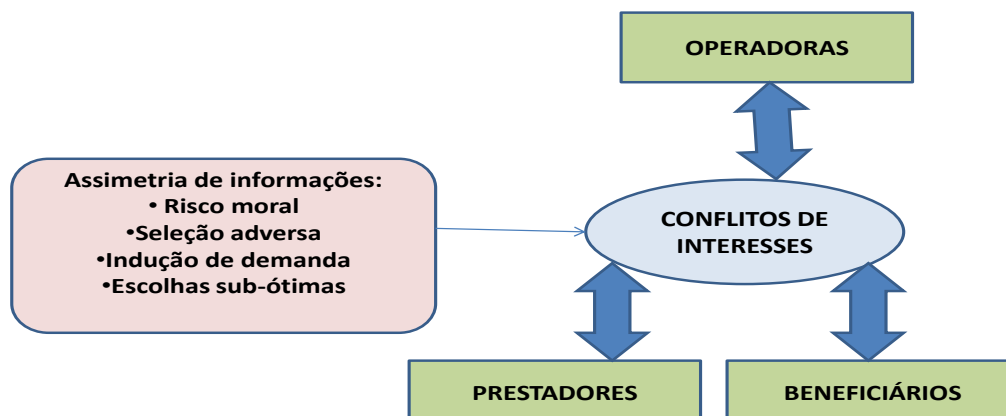 OPERADORAS
Assimetria de informações:
• Risco moral
•Seleção adversa
•Indução de demanda
•Escolhas sub-ótimas
CONFLITOS DE
INTERESSES
PRESTADORES
BENEFICIÁRIOS